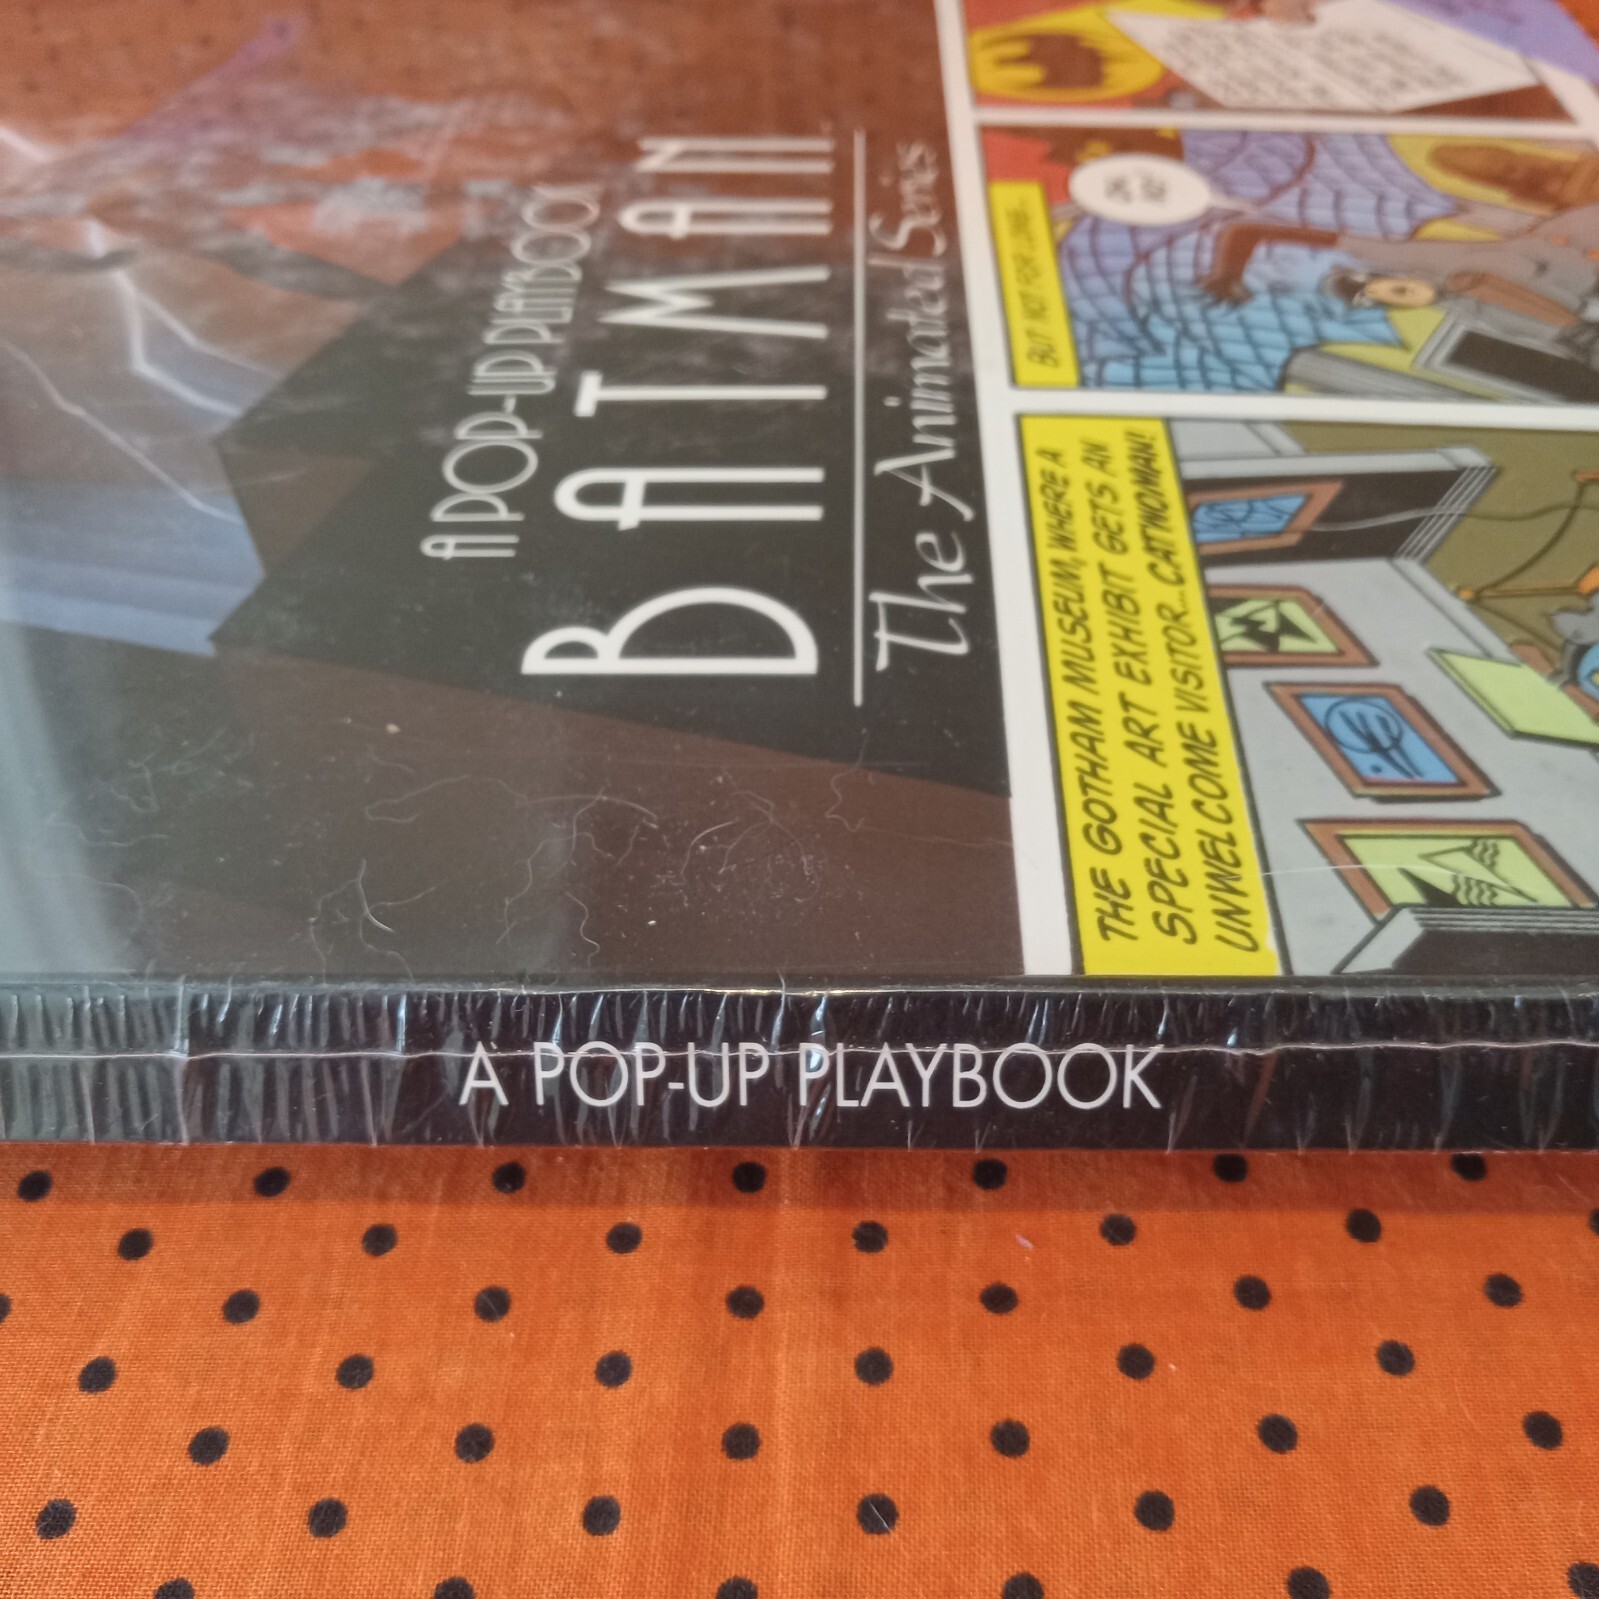 A POP-UP PLAYBOOK
BATMAN
The Animated Series
BUT NOT FOR LONG...
THE GOTHAM MUSEUM, WHERE A
SPECIAL ART EXHIBIT GETS AN
UNWELCOME VISITOR...CATWOMAN!
A POP-UP PLAYBOOK